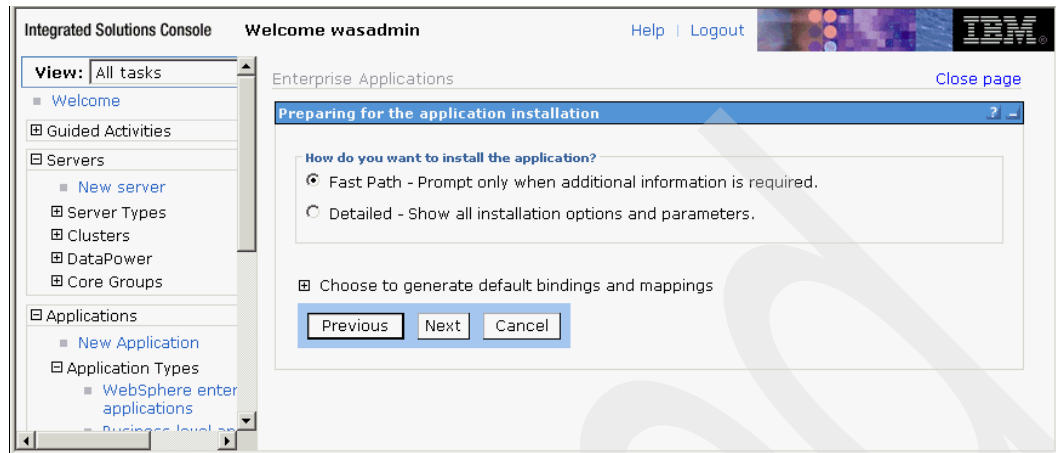 Integrated Solutions Console Welcome wasadmin Help | Logout IBM®
View: All tasks
Welcome
Guided Activities
Servers
New server
Server Types
Clusters
DataPower
Core Groups
Applications
New Application
Application Types
WebSphere enter
applications
Business level ap
Enterprise Applications Close page
Preparing for the application installation ? -
How do you want to install the application?
Fast Path - Prompt only when additional information is required.
Detailed - Show all installation options and parameters.
Choose to generate default bindings and mappings
Previous Next Cancel